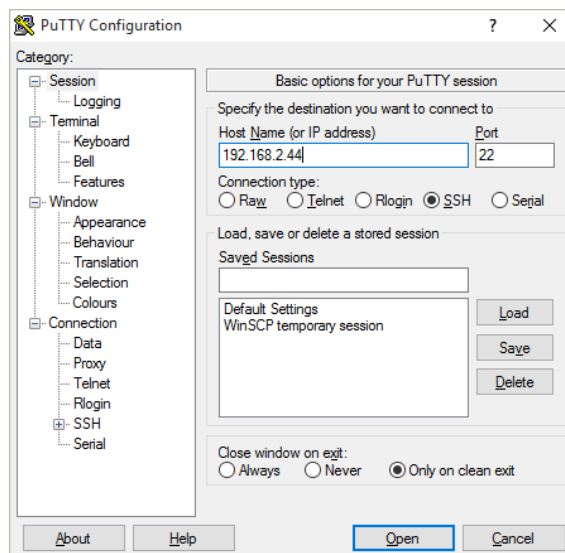 PuTTY Configuration ? ×
Category:
Session
Logging
Terminal
Keyboard
Bell
Features
Window
Appearance
Behaviour
Translation
Selection
Colours
Connection
Data
Proxy
Telnet
Rlogin
SSH
Serial
Basic options for your PuTTY session
Specify the destination you want to connect to
Host Name (or IP address) Port
192.168.2.44 22
Connection type:
Raw Telnet Rlogin SSH Serial
Load, save or delete a stored session
Saved Sessions
Default Settings
WinSCP temporary session
Load
Save
Delete
Close window on exit:
Always Never Only on clean exit
About Help Open Cancel